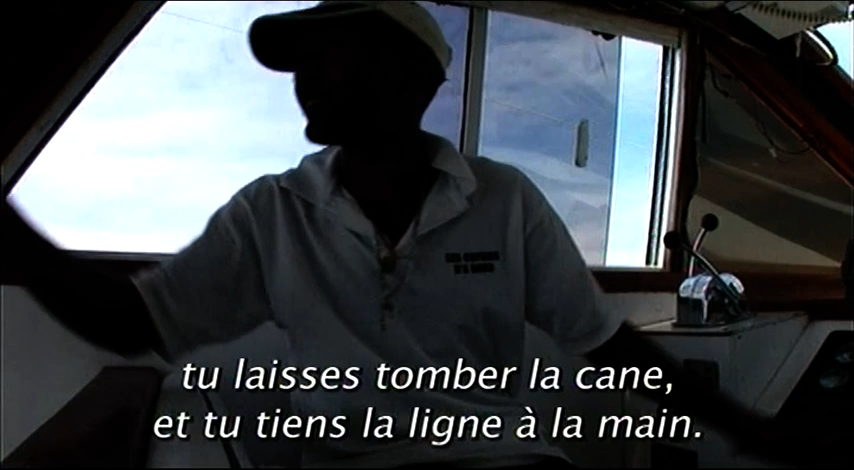 tu laisses tomber la cane,
et tu tiens la ligne à la main.